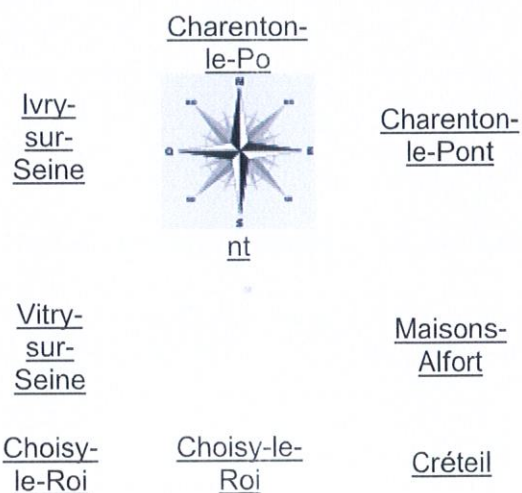 Charenton-
le-Po
Ivry-
sur-
Seine
N
O
E
S
Charenton-
le-Pont
nt
Vitry-
sur-
Seine
Maisons-
Alfort
Choisy-
le-Roi
Choisy-le-
Roi
Créteil